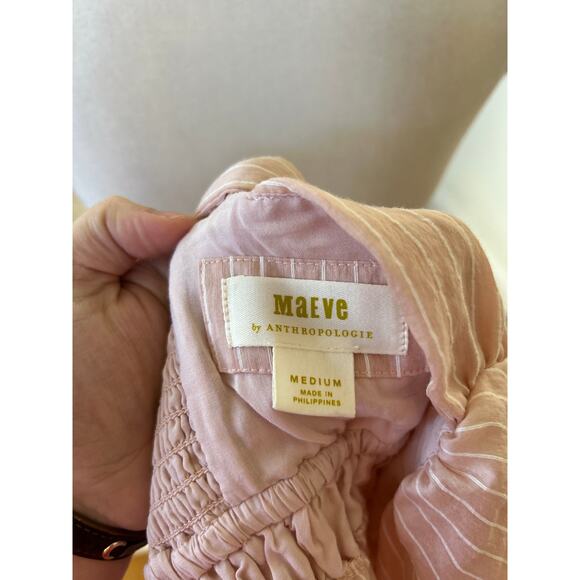 MaEve
by ANTHROPOLOGIE
MEDIUM
MADE IN
PHILIPPINES